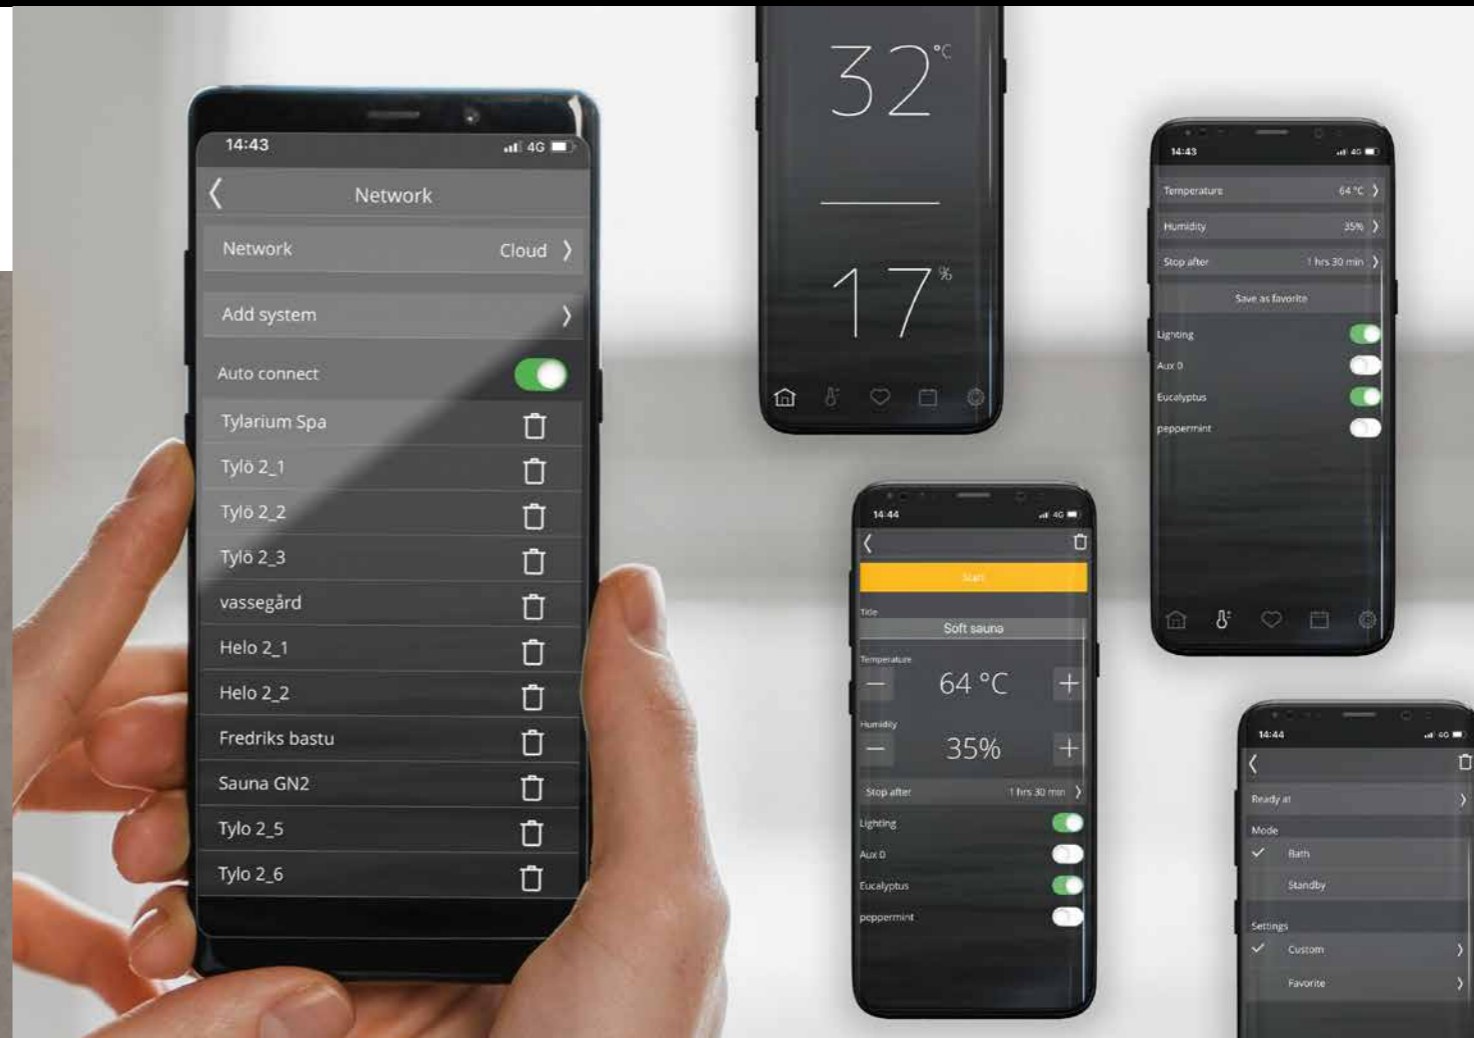 14:43 4G
Network
Network Cloud
Add system
Auto connect
Tylarium Spa
Tylö 2_1
Tylö 2_2
Tylö 2_3
vassegård
Helo 2_1
Helo 2_2
Fredriks bastu
Sauna GN2
Tylo 2_5
Tylo 2_6
32 °C
17 %
14:43 4G
Temperature 64 °C
Humidity 35%
Stop after 1 hrs 30 min
Save as favorite
Lighting
Aux 0
Eucalyptus
peppermint
14:44 4G
Start
Title
Soft sauna
Temperature
− 64 °C +
Humidity
− 35% +
Stop after 1 hrs 30 min
Lighting
Aux 0
Eucalyptus
peppermint
14:44 4G
Ready at
Mode
Bath
Standby
Settings
Custom
Favorite